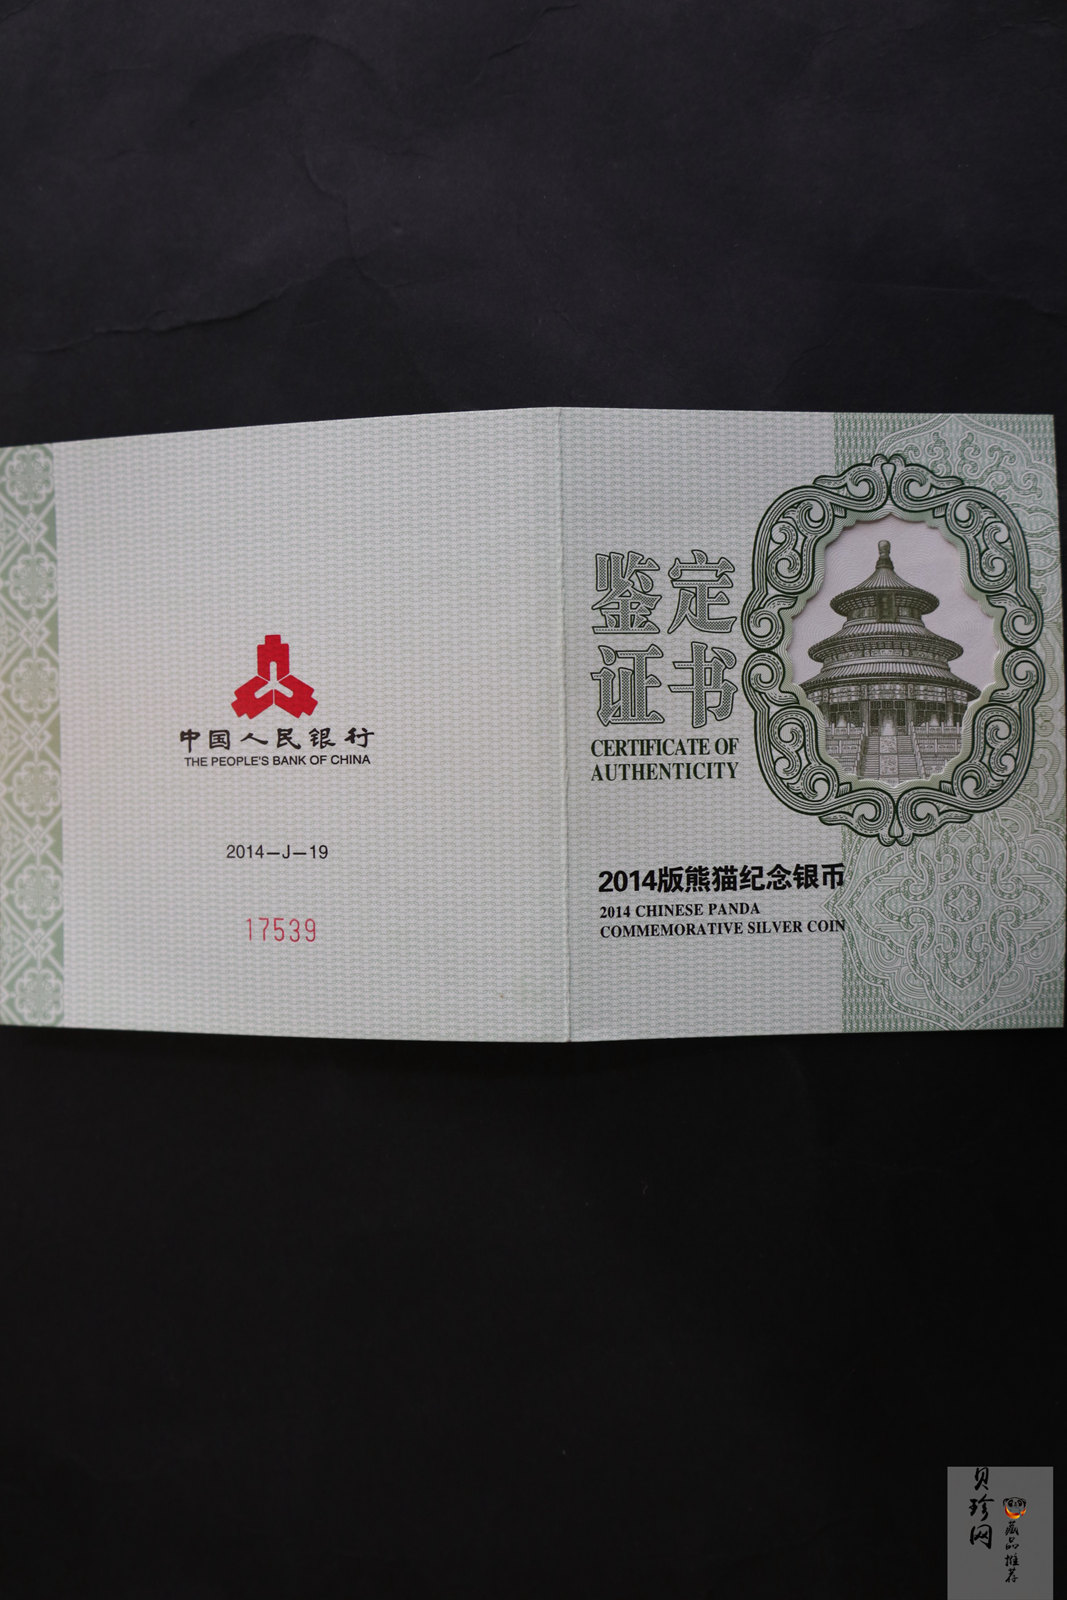 中国人民银行
THE PEOPLE'S BANK OF CHINA
2014—J—19
17539
鉴定
证书
CERTIFICATE OF
AUTHENTICITY
2014版熊猫纪念银币
2014 CHINESE PANDA
COMMEMORATIVE SILVER COIN
贝珍网
藏品推荐